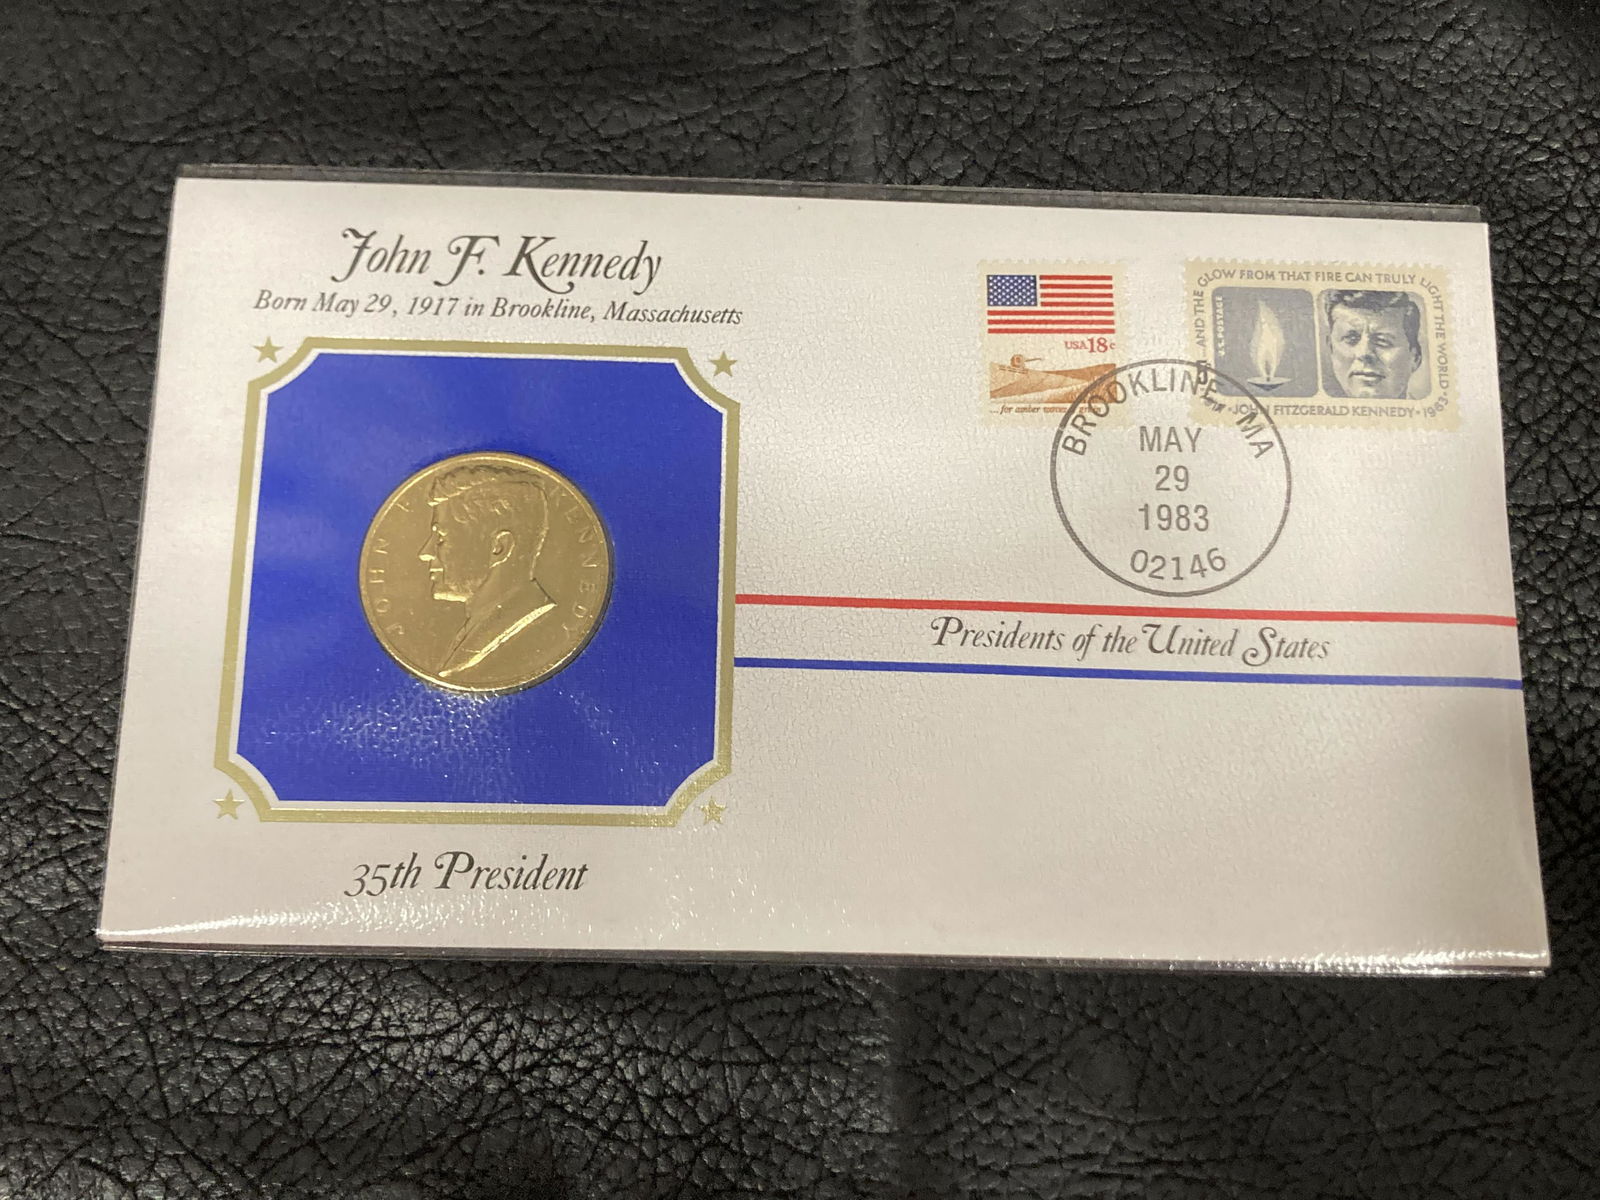 John F. Kennedy
Born May 29, 1917 in Brookline, Massachusetts
JOHN F. KENNEDY
35th President
USA 18c
...for amber waves of grain
U.S. POSTAGE
AND THE GLOW FROM THAT FIRE CAN TRULY LIGHT THE WORLD
JOHN FITZGERALD KENNEDY • 1963
BROOKLINE MA
MAY
29
1983
02146
Presidents of the United States